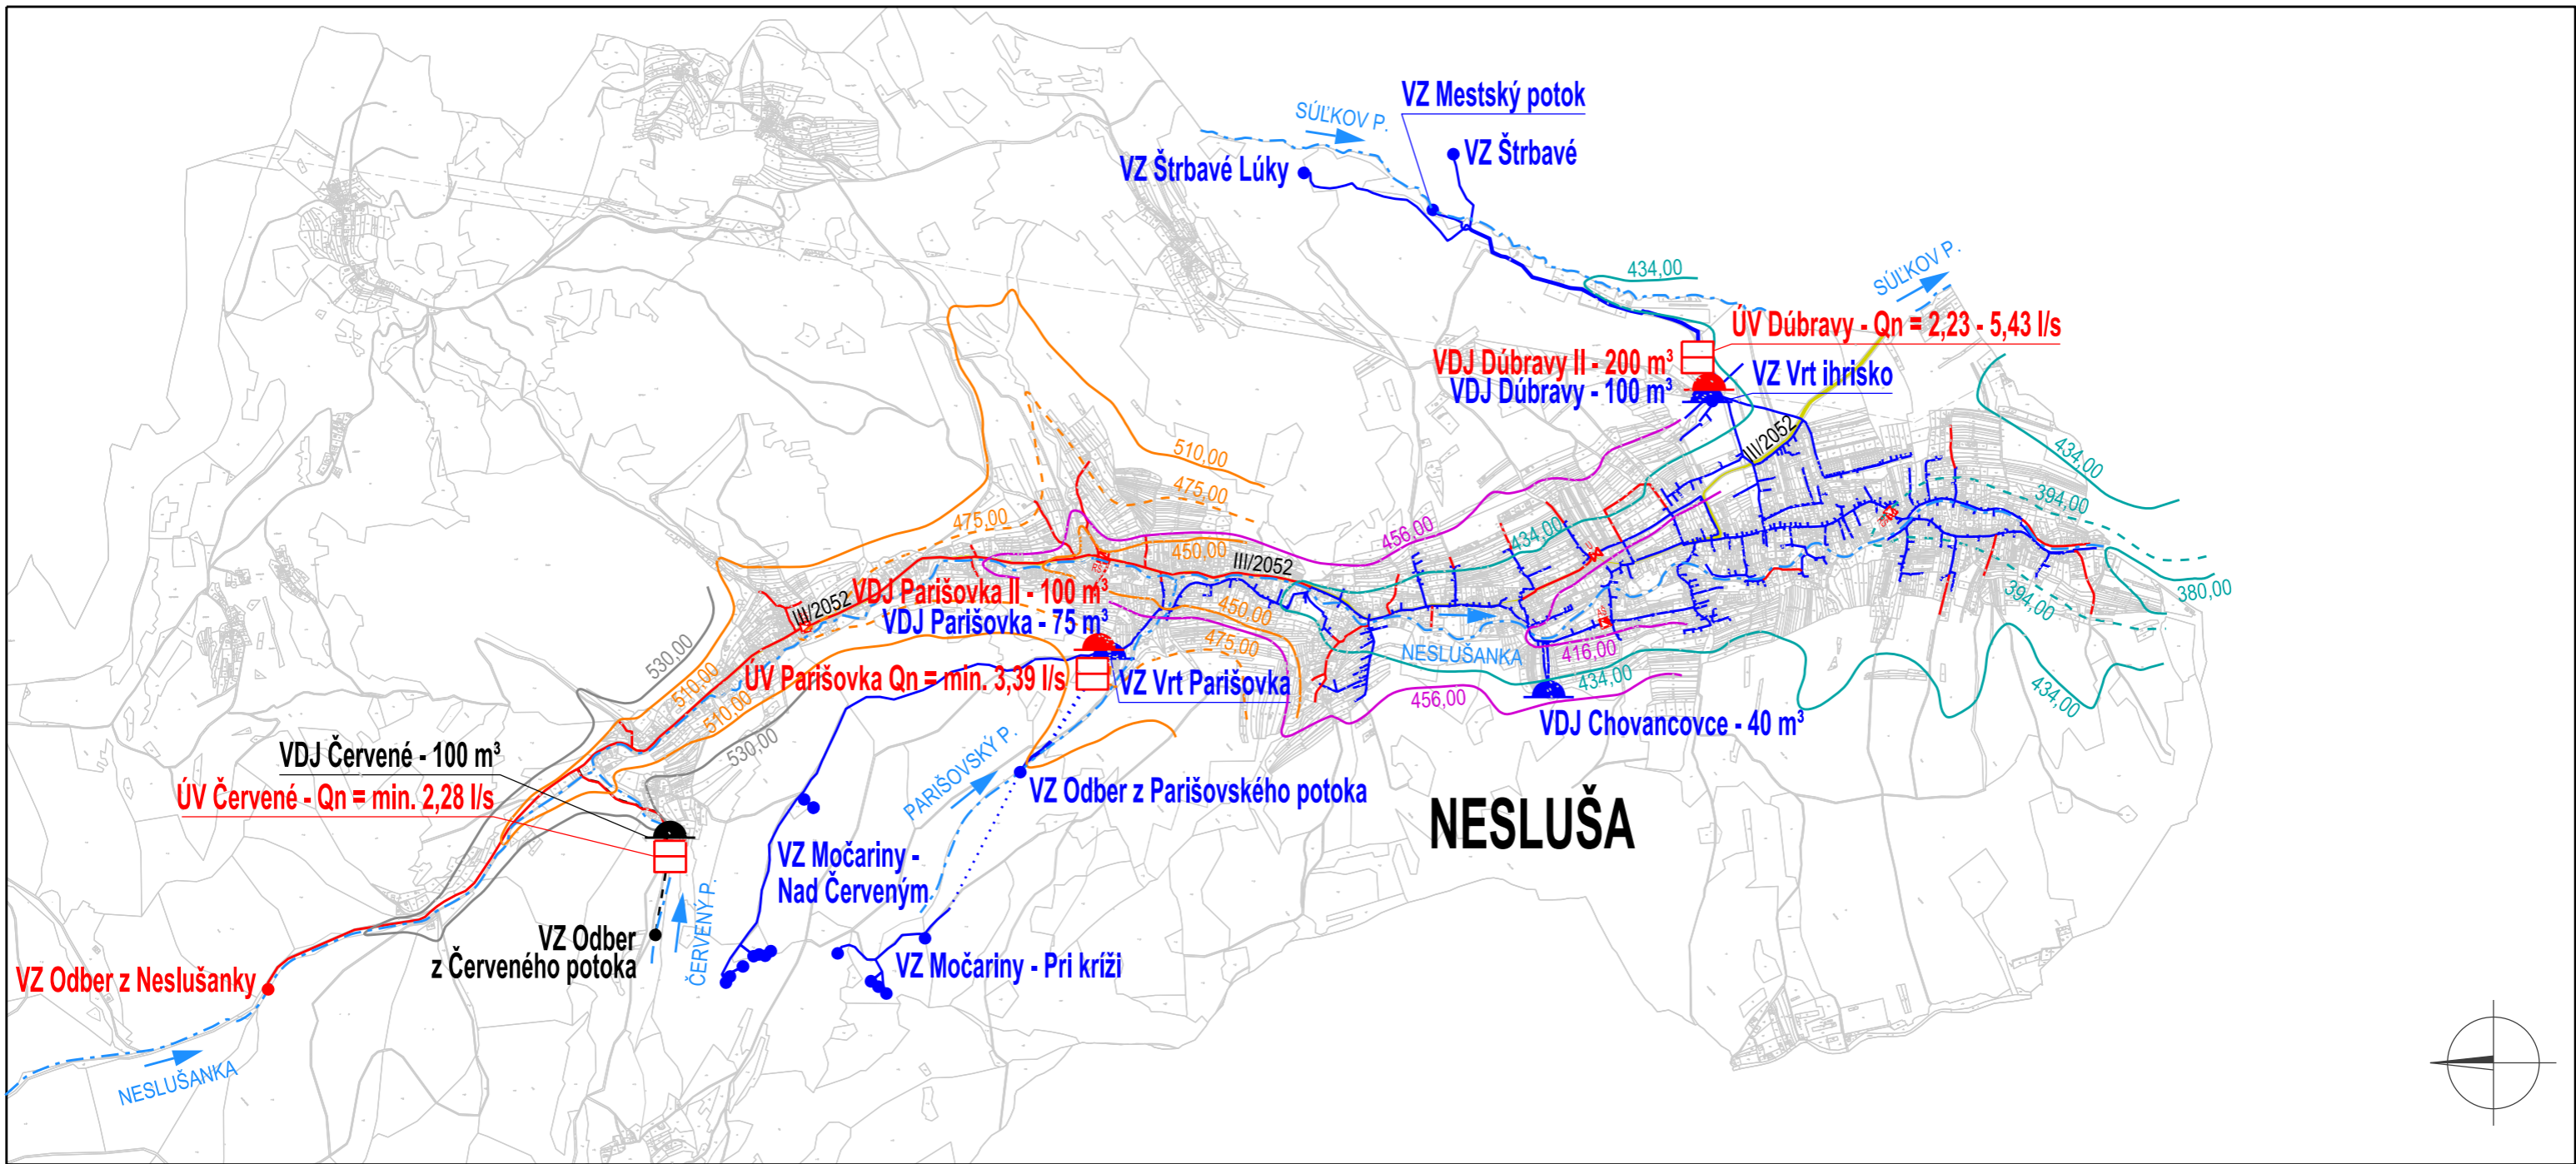 SÚĽKOV P.
VZ Mestský potok
VZ Štrbavé
VZ Štrbavé Lúky
SÚĽKOV P.
434,00
ÚV Dúbravy - Qn = 2,23 - 5,43 l/s
VDJ Dúbravy II - 200 m³
VDJ Dúbravy - 100 m³
VZ Vrt ihrisko
III/2052
510,00
475,00
434,00
394,00
475,00
456,00
434,00
450,00
III/2052
VDJ Parišovka II - 100 m³
III/2052
VDJ Parišovka - 75 m³
450,00
394,00
380,00
530,00
475,00
NESLUŠANKA
416,00
510,00
ÚV Parišovka Qn = min. 3,39 l/s
VZ Vrt Parišovka
434,00
456,00
434,00
510,00
530,00
VDJ Chovancovce - 40 m³
VDJ Červené - 100 m³
ÚV Červené - Qn = min. 2,28 l/s
PARIŠOVSKÝ P.
VZ Odber z Parišovského potoka
NESLUŠA
VZ Močariny -
Nad Červeným
VZ Odber
z Červeného potoka
ČERVENÝ P.
VZ Močariny - Pri kríži
VZ Odber z Neslušanky
NESLUŠANKA